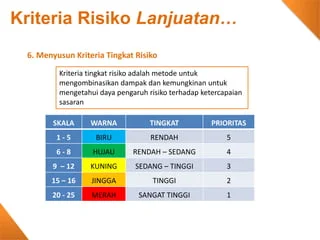 Kriteria Risiko Lanjuatan…
6. Menyusun Kriteria Tingkat Risiko
Kriteria tingkat risiko adalah metode untuk
mengombinasikan dampak dan kemungkinan untuk
mengetahui daya pengaruh risiko terhadap ketercapaian
sasaran
SKALA WARNA TINGKAT PRIORITAS
1 - 5 BIRU RENDAH 5
6 - 8 HIJAU RENDAH – SEDANG 4
9 – 12 KUNING SEDANG – TINGGI 3
15 – 16 JINGGA TINGGI 2
20 - 25 MERAH SANGAT TINGGI 1